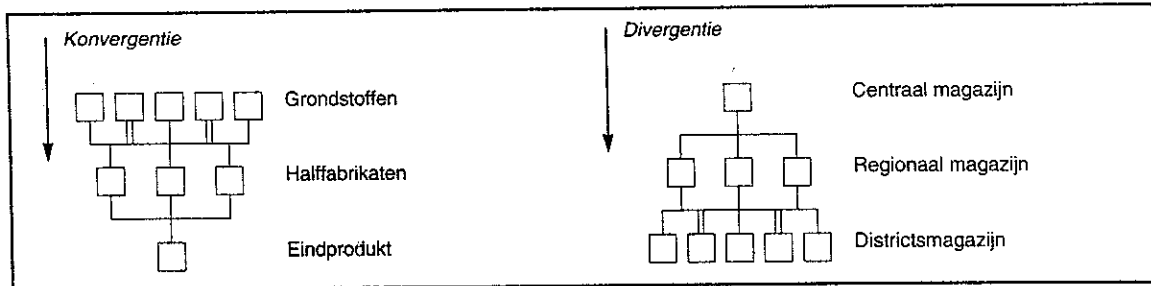 Konvergentie
Grondstoffen
Halffabrikaten
Eindprodukt
Divergentie
Centraal magazijn
Regionaal magazijn
Districtsmagazijn